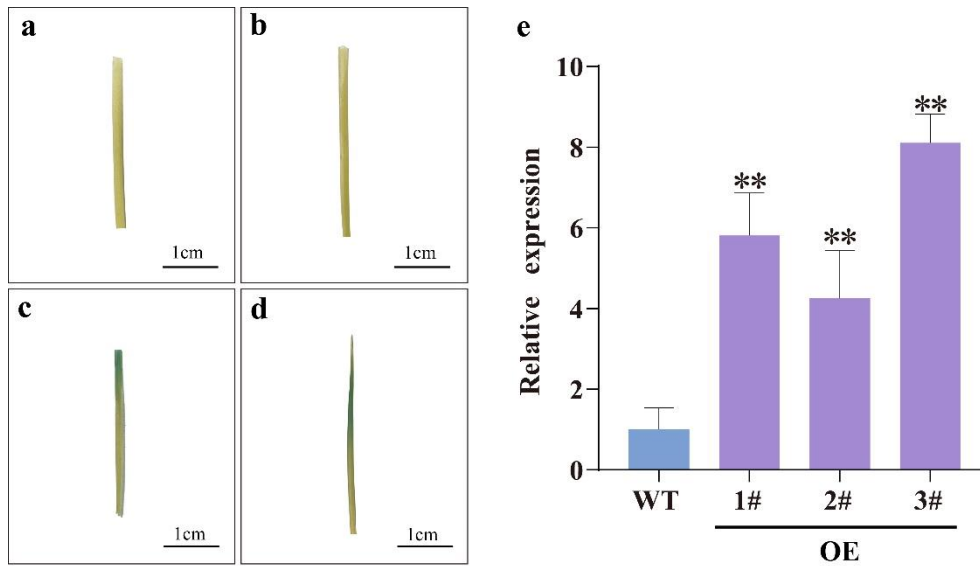 a
1cm
b
1cm
c
1cm
d
1cm
e
Relative expression
10
8
6
4
2
0
**
**
**
WT 1# 2# 3#
OE